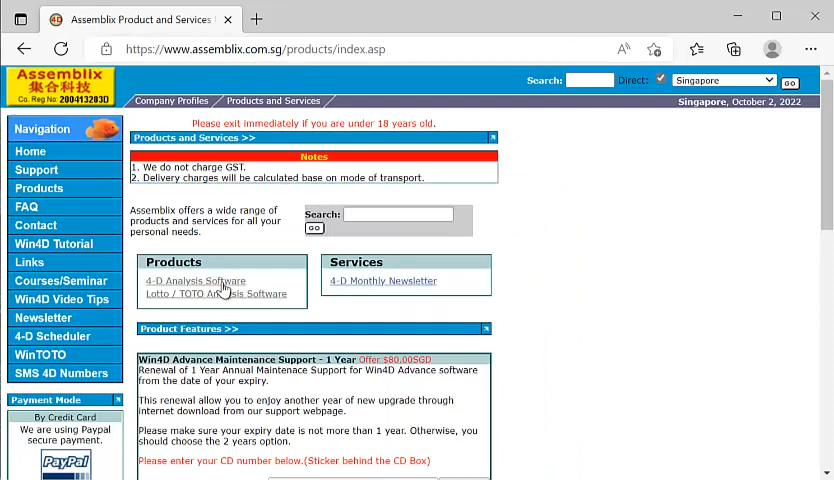 Assemblix Product and Services
https://www.assemblix.com.sg/products/index.asp
Assemblix
集合科技
Co. Reg No: 200413283D
Search:
Direct:
Singapore
GO
Company Profiles
Products and Services
Singapore, October 2, 2022
Navigation
Home
Support
Products
FAQ
Contact
Win4D Tutorial
Links
Courses/Seminar
Win4D Video Tips
Newsletter
4-D Scheduler
WinTOTO
SMS 4D Numbers
Payment Mode
By Credit Card
We are using Paypal
secure payment.
PayPal
Please exit immediately if you are under 18 years old.
Products and Services >>
Notes
1. We do not charge GST.
2. Delivery charges will be calculated base on mode of transport.
Assemblix offers a wide range of
products and services for all your
personal needs.
Search:
GO
Products
4-D Analysis Software
Lotto / TOTO Analysis Software
Services
4-D Monthly Newsletter
Product Features >>
Win4D Advance Maintenance Support - 1 Year Offer $80.00SGD
Renewal of 1 Year Annual Maintenace Support for Win4D Advance software
from the date of your expiry.
This renewal allow you to enjoy another year of new upgrade through
internet download from our support webpage.
Please make sure your expiry date is not more than 1 year. Otherwise, you
should choose the 2 years option.
Please enter your CD number below.(Sticker behind the CD Box)